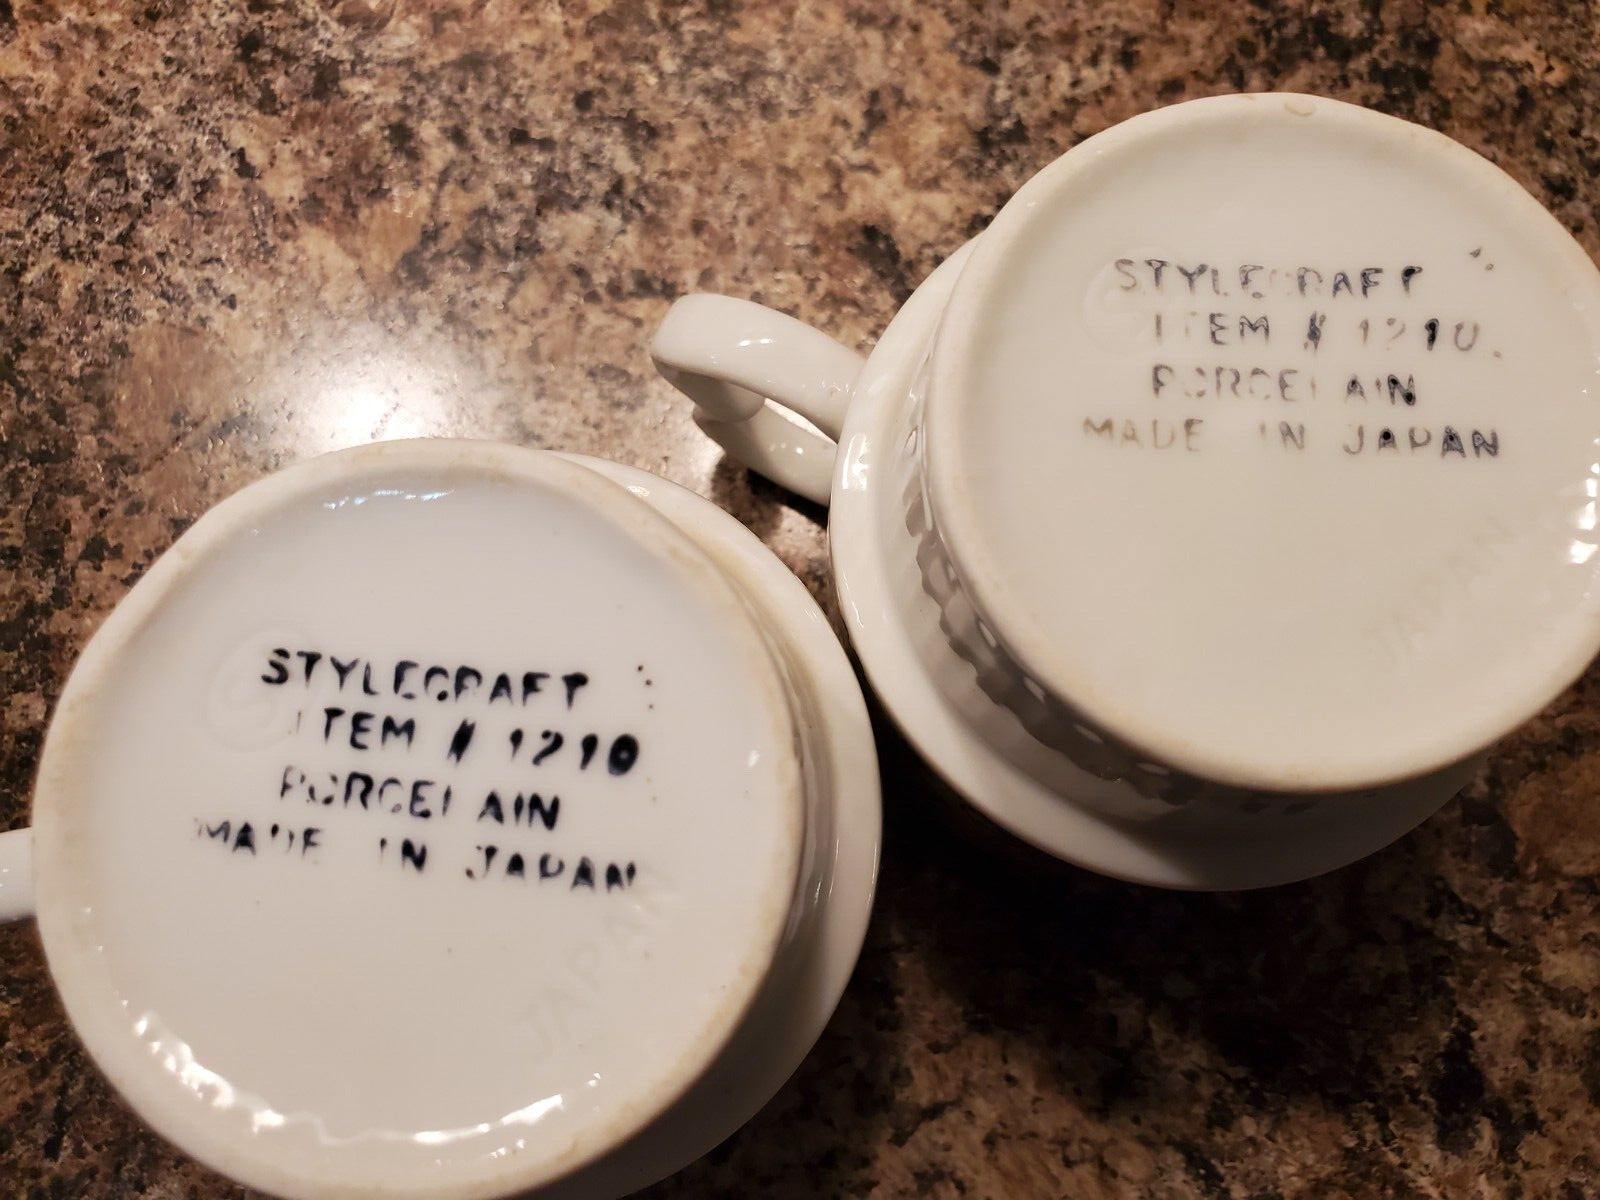 STYLECRAFT
ITEM # 1210
PORCELAIN
MADE IN JAPAN
JAPAN
STYLECRAFT
ITEM # 1210
PORCELAIN
MADE IN JAPAN
JAPAN